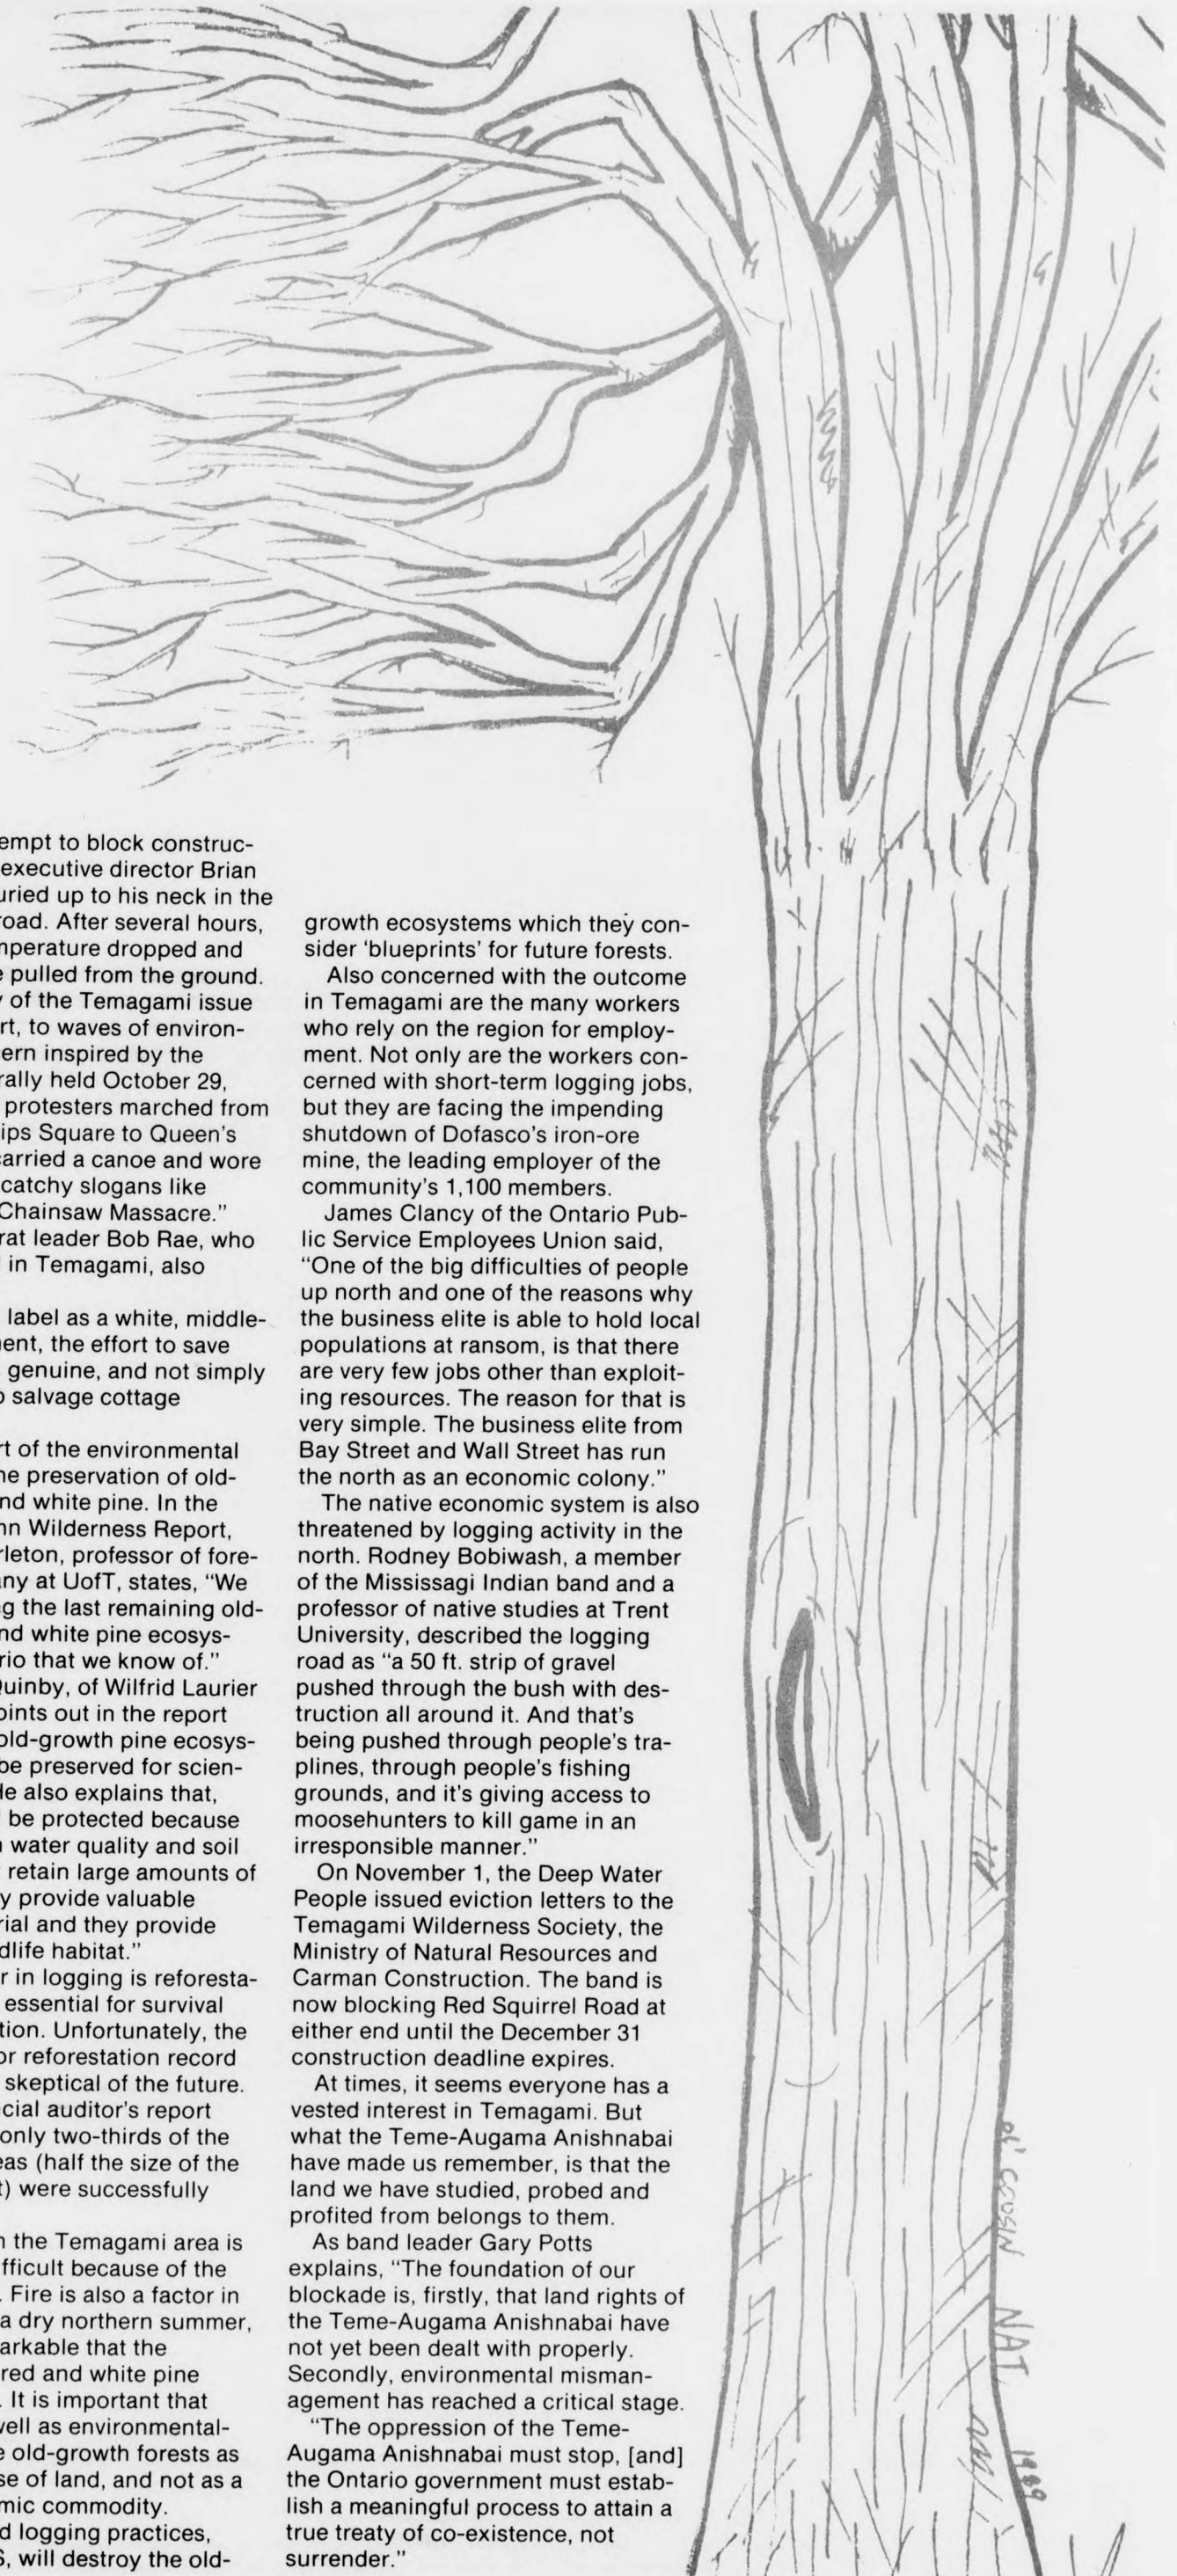 empt to block construc-
executive director Brian
uried up to his neck in the
road. After several hours,
mperature dropped and
e pulled from the ground.
y of the Temagami issue
rt, to waves of environ-
ern inspired by the
rally held October 29,
protesters marched from
ips Square to Queen's
carried a canoe and wore
catchy slogans like
Chainsaw Massacre."
rat leader Bob Rae, who
in Temagami, also
label as a white, middle-
ent, the effort to save
genuine, and not simply
o salvage cottage
rt of the environmental
he preservation of old-
nd white pine. In the
nn Wilderness Report,
rleton, professor of fore-
any at UofT, states, "We
g the last remaining old-
nd white pine ecosys-
rio that we know of."
Quinby, of Wilfrid Laurier
oints out in the report
old-growth pine ecosys-
be preserved for scien-
He also explains that,
be protected because
n water quality and soil
retain large amounts of
y provide valuable
rial and they provide
dlife habitat."
r in logging is reforesta-
essential for survival
tion. Unfortunately, the
or reforestation record
skeptical of the future.
cial auditor's report
only two-thirds of the
eas (half the size of the
t) were successfully
n the Temagami area is
fficult because of the
. Fire is also a factor in
a dry northern summer,
arkable that the
red and white pine
. It is important that
well as environmental-
e old-growth forests as
se of land, and not as a
mic commodity.
d logging practices,
S, will destroy the old-
growth ecosystems which they con-
sider 'blueprints' for future forests.
Also concerned with the outcome
in Temagami are the many workers
who rely on the region for employ-
ment. Not only are the workers con-
cerned with short-term logging jobs,
but they are facing the impending
shutdown of Dofasco's iron-ore
mine, the leading employer of the
community's 1,100 members.
James Clancy of the Ontario Pub-
lic Service Employees Union said,
"One of the big difficulties of people
up north and one of the reasons why
the business elite is able to hold local
populations at ransom, is that there
are very few jobs other than exploit-
ing resources. The reason for that is
very simple. The business elite from
Bay Street and Wall Street has run
the north as an economic colony."
The native economic system is also
threatened by logging activity in the
north. Rodney Bobiwash, a member
of the Mississagi Indian band and a
professor of native studies at Trent
University, described the logging
road as "a 50 ft. strip of gravel
pushed through the bush with des-
truction all around it. And that's
being pushed through people's tra-
plines, through people's fishing
grounds, and it's giving access to
moosehunters to kill game in an
irresponsible manner."
On November 1, the Deep Water
People issued eviction letters to the
Temagami Wilderness Society, the
Ministry of Natural Resources and
Carman Construction. The band is
now blocking Red Squirrel Road at
either end until the December 31
construction deadline expires.
At times, it seems everyone has a
vested interest in Temagami. But
what the Teme-Augama Anishnabai
have made us remember, is that the
land we have studied, probed and
profited from belongs to them.
As band leader Gary Potts
explains, "The foundation of our
blockade is, firstly, that land rights of
the Teme-Augama Anishnabai have
not yet been dealt with properly.
Secondly, environmental misman-
agement has reached a critical stage.
"The oppression of the Teme-
Augama Anishnabai must stop, [and]
the Ontario government must estab-
lish a meaningful process to attain a
true treaty of co-existence, not
surrender."
ol' COOSIN NAT
1989